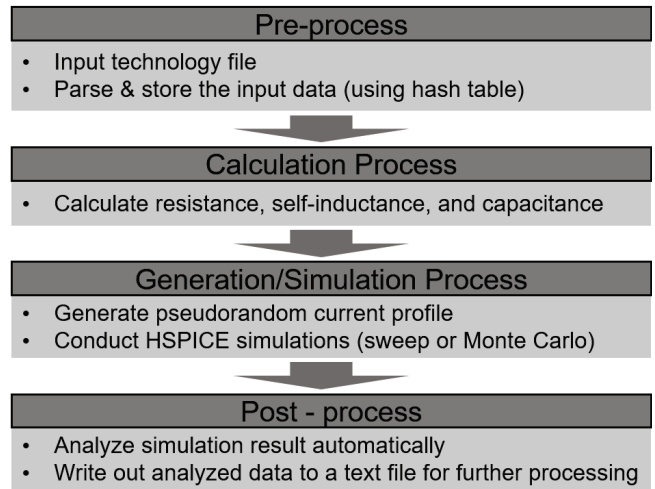 Pre-process
• Input technology file
• Parse & store the input data (using hash table)
Calculation Process
• Calculate resistance, self-inductance, and capacitance
Generation/Simulation Process
• Generate pseudorandom current profile
• Conduct HSPICE simulations (sweep or Monte Carlo)
Post - process
• Analyze simulation result automatically
• Write out analyzed data to a text file for further processing